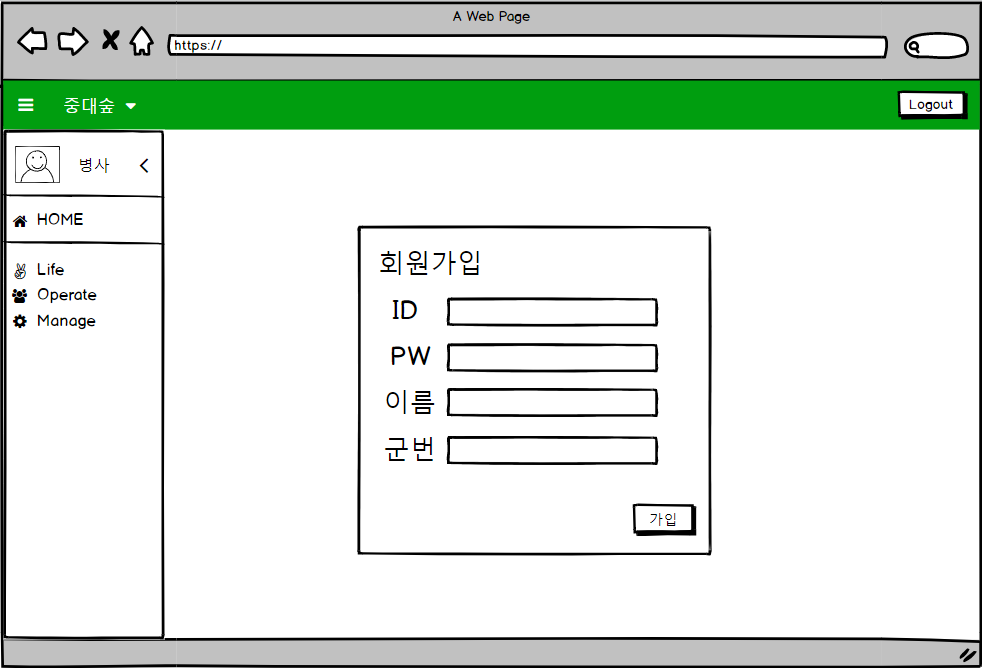 A Web Page
https://
중대숲
Logout
병사
HOME
Life
Operate
Manage
회원가입
ID
PW
이름
군번
가입